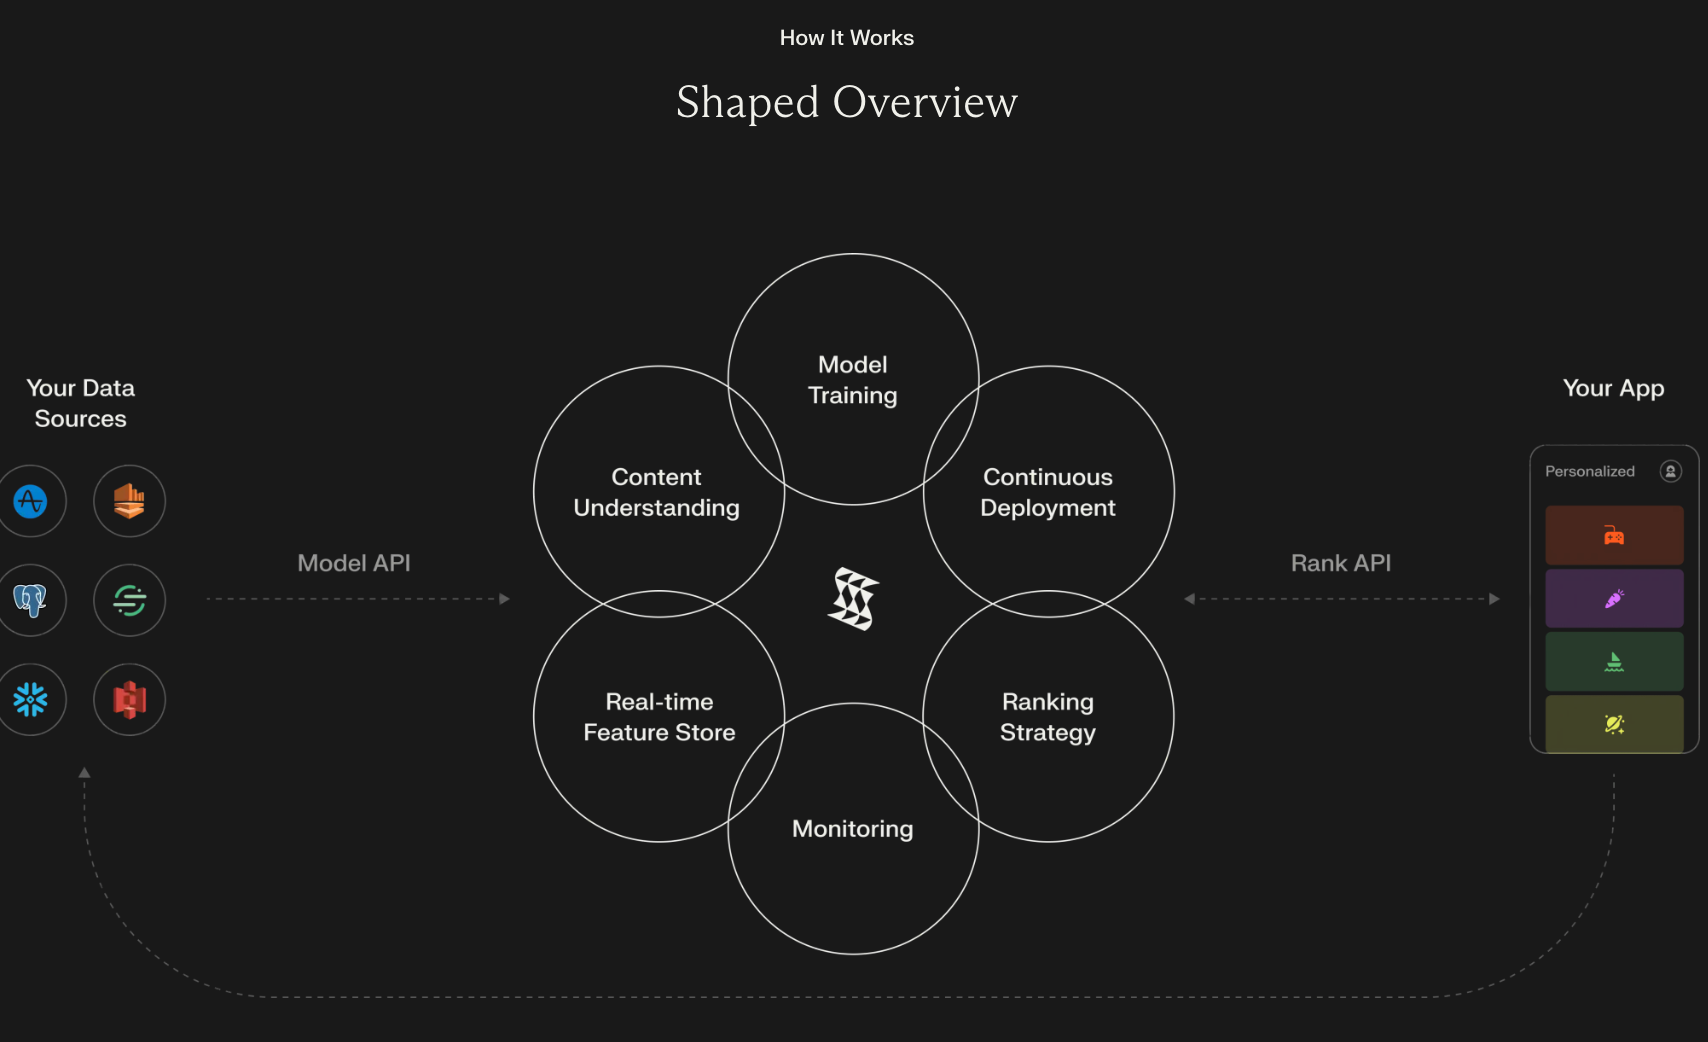 How It Works
Shaped Overview
Model
Training
Your Data
Sources
Your App
Content
Understanding
Continuous
Deployment
Personalized
Model API
Rank API
Real-time
Feature Store
Ranking
Strategy
Monitoring